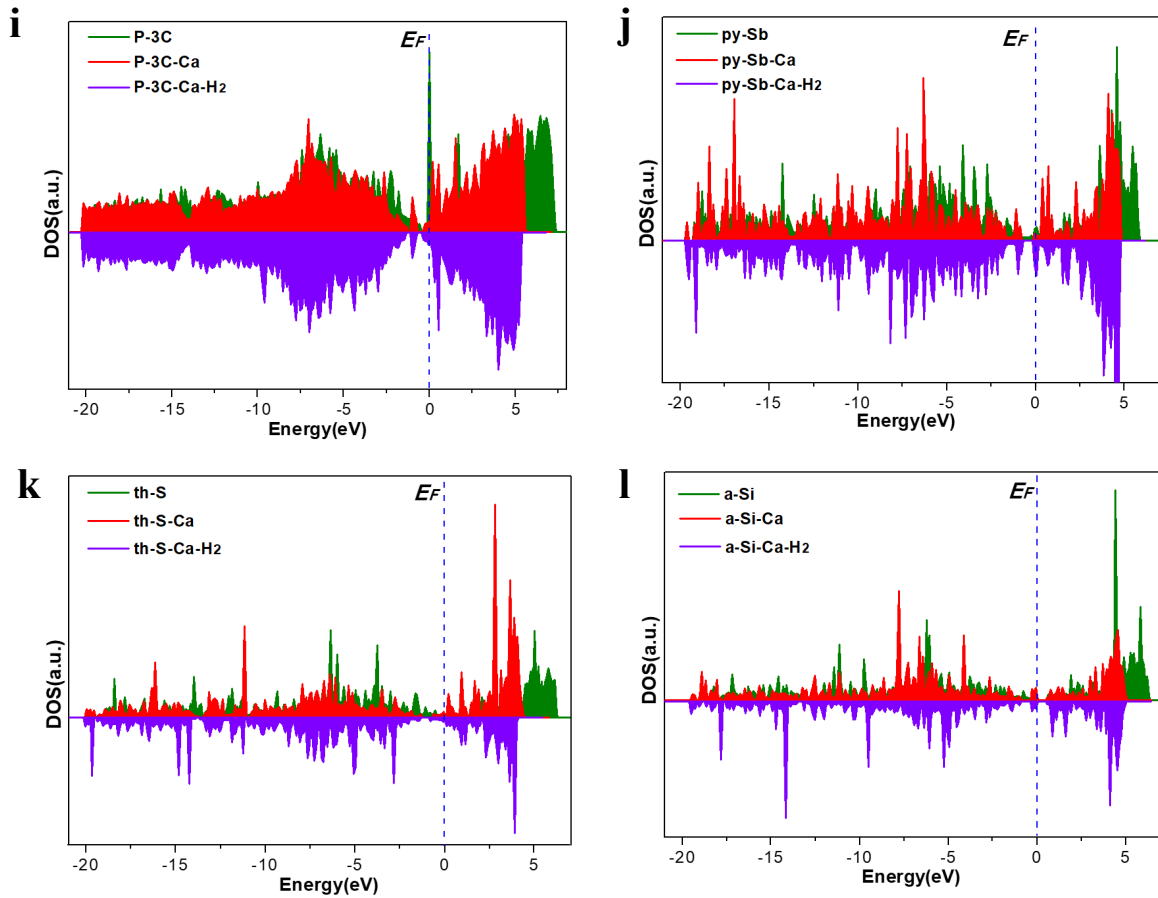 i
P-3C
P-3C-Ca
P-3C-Ca-H2
EF
DOS(a.u.)
-20 -15 -10 -5 0 5
Energy(eV)
j
py-Sb
py-Sb-Ca
py-Sb-Ca-H2
EF
DOS(a.u.)
-20 -15 -10 -5 0 5
Energy(eV)
k
th-S
th-S-Ca
th-S-Ca-H2
EF
DOS(a.u.)
-20 -15 -10 -5 0 5
Energy(eV)
l
a-Si
a-Si-Ca
a-Si-Ca-H2
EF
DOS(a.u.)
-20 -15 -10 -5 0 5
Energy(eV)